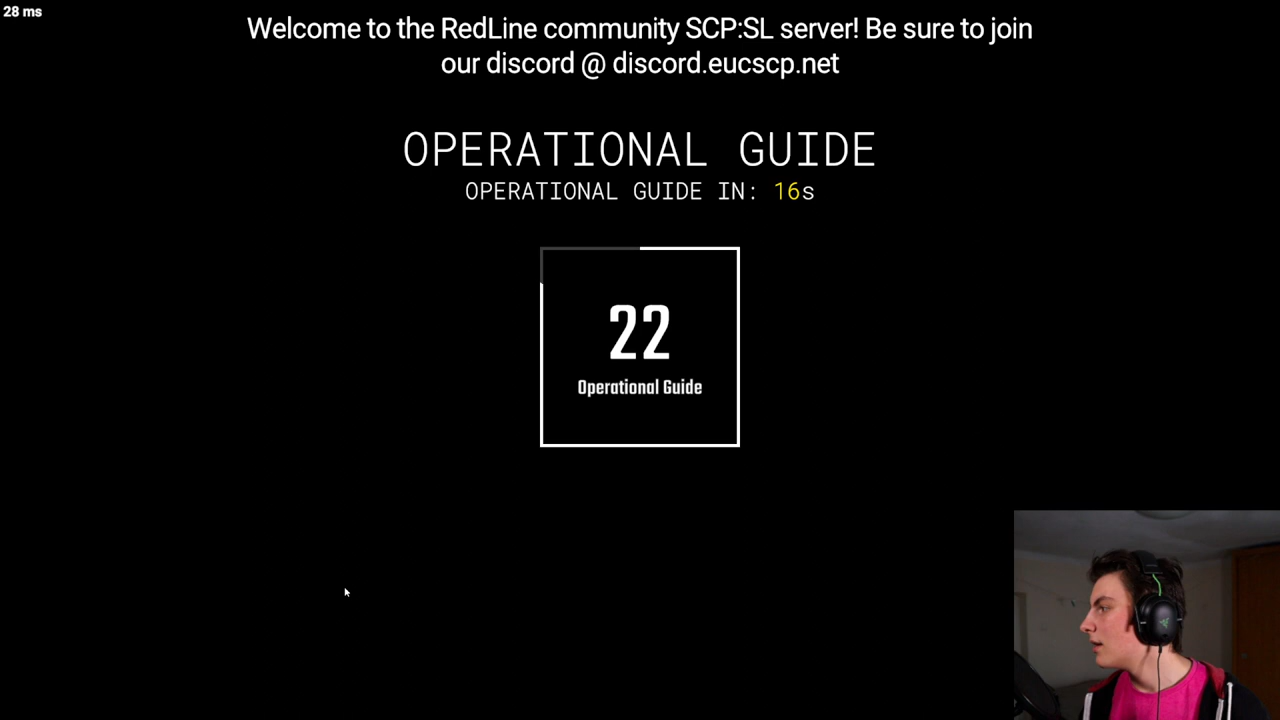 28 ms
Welcome to the RedLine community SCP:SL server! Be sure to join
our discord @ discord.eucscp.net
OPERATIONAL GUIDE
OPERATIONAL GUIDE IN: 16s
22
Operational Guide